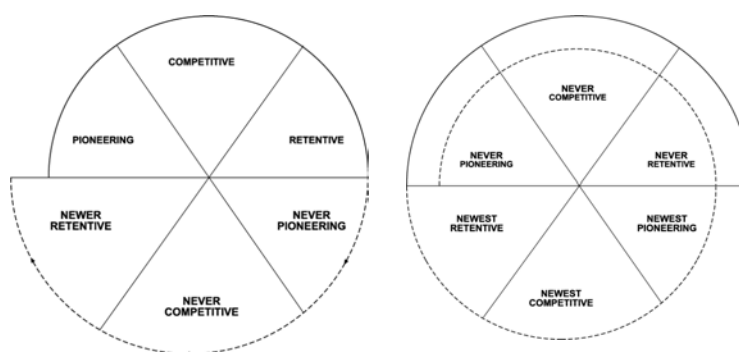 COMPETITIVE
PIONEERING
RETENTIVE
NEWER
RETENTIVE
NEVER
PIONEERING
NEVER
COMPETITIVE
NEVER
COMPETITIVE
NEVER
PIONEERING
NEVER
RETENTIVE
NEWEST
RETENTIVE
NEWEST
PIONEERING
NEWEST
COMPETITIVE